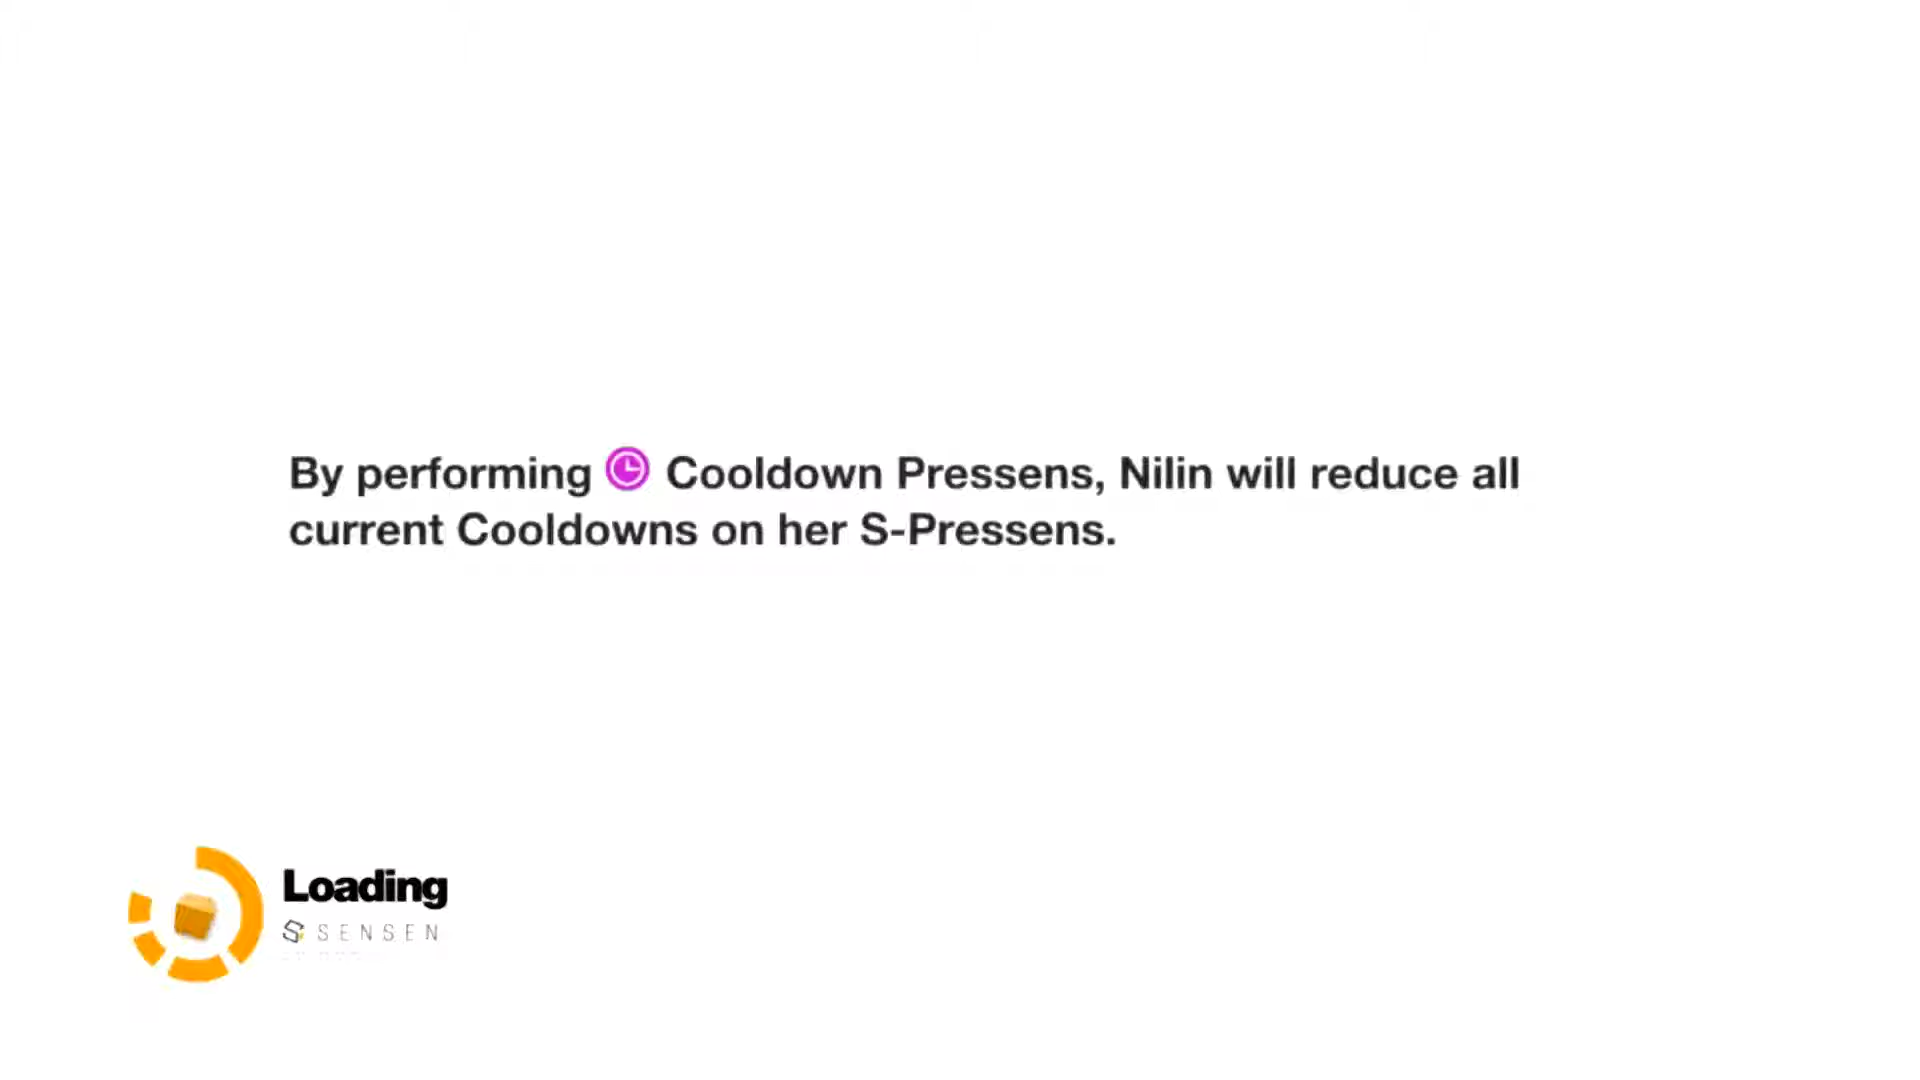 By performing Cooldown Pressens, Nilin will reduce all
current Cooldowns on her S-Pressens.
Loading
SENSEN